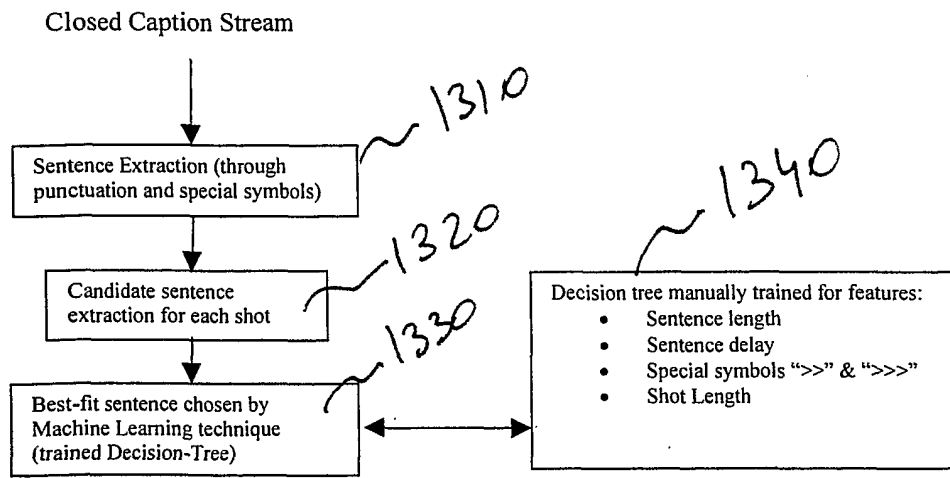 Closed Caption Stream
1310
Sentence Extraction (through
punctuation and special symbols)
1320
Candidate sentence
extraction for each shot
1330
Best-fit sentence chosen by
Machine Learning technique
(trained Decision-Tree)
1340
Decision tree manually trained for features:
• Sentence length
• Sentence delay
• Special symbols “>>” & “>>>”
• Shot Length